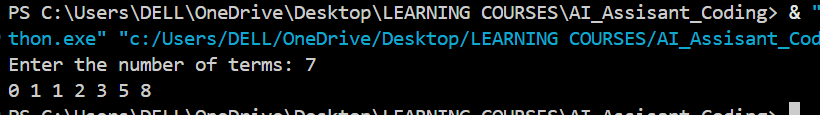 PS C:\Users\DELL\OneDrive\Desktop\LEARNING COURSES\AI_Assisant_Coding> & "
thon.exe" "c:/Users/DELL/OneDrive/Desktop/LEARNING COURSES/AI_Assisant_Cod
Enter the number of terms: 7
0 1 1 2 3 5 8
PS C:\Users\DELL\OneDrive\Desktop\LEARNING COURSES\AI_Assisant_Coding>